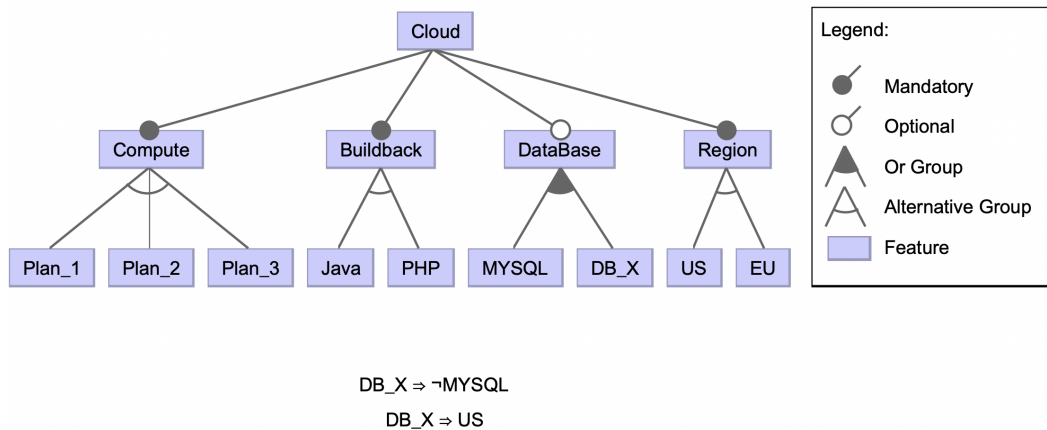 Cloud
Legend:
Mandatory
Optional
Or Group
Alternative Group
Feature
Compute Buildback DataBase Region
Plan_1 Plan_2 Plan_3 Java PHP MYSQL DB_X US EU
DB_X ⇒ ¬MYSQL
DB_X ⇒ US